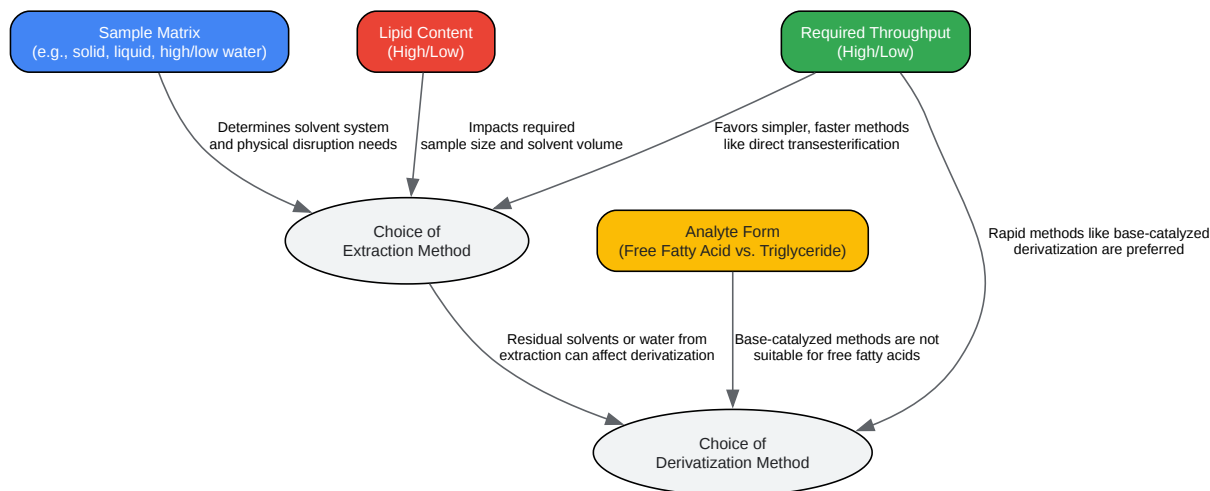 Sample Matrix
(e.g., solid, liquid, high/low water)
Lipid Content
(High/Low)
Required Throughput
(High/Low)
Determines solvent system
and physical disruption needs
Impacts required
sample size and solvent volume
Favors simpler, faster methods
like direct transesterification
Choice of
Extraction Method
Analyte Form
(Free Fatty Acid vs. Triglyceride)
Rapid methods like base-catalyzed
derivatization are preferred
Residual solvents or water from
extraction can affect derivatization
Base-catalyzed methods are not
suitable for free fatty acids
Choice of
Derivatization Method